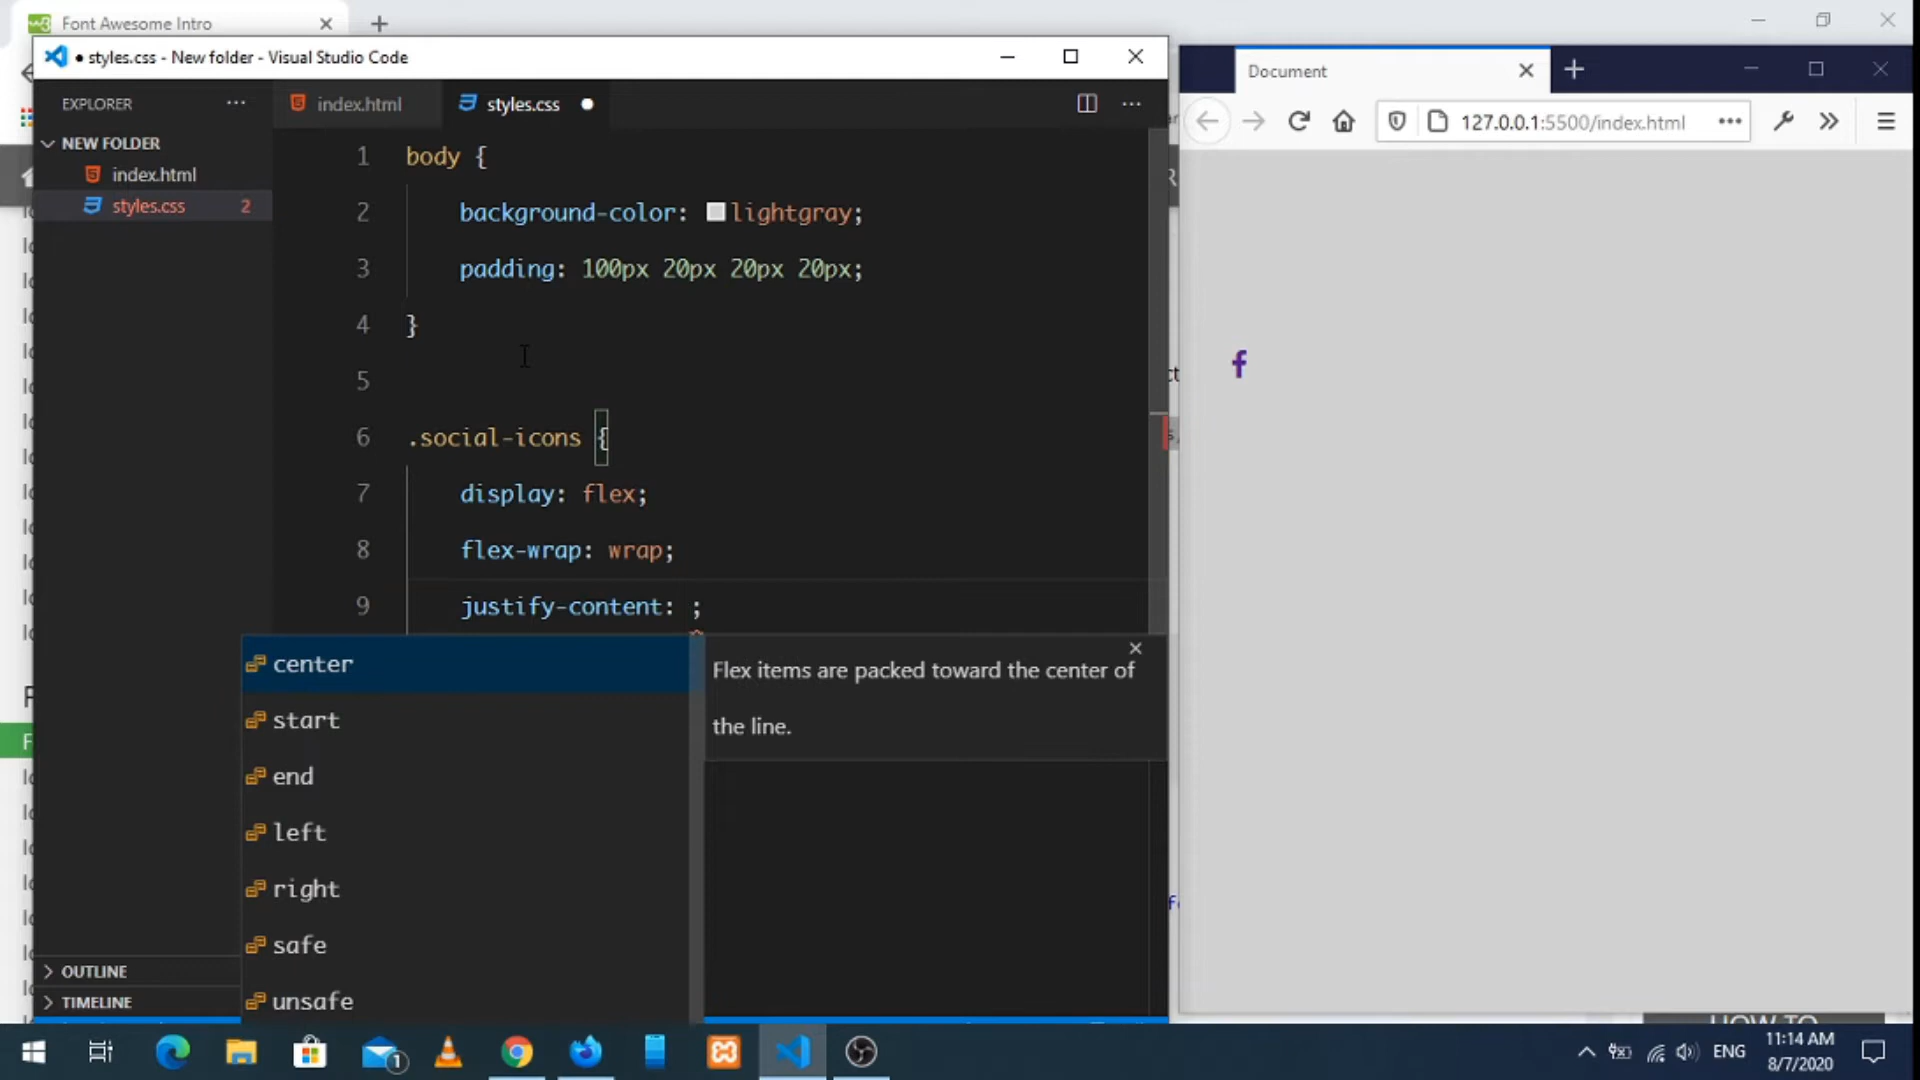 Font Awesome Intro
styles.css - New folder - Visual Studio Code
Document
EXPLORER
index.html
styles.css
127.0.0.1:5500/index.html
NEW FOLDER
index.html
styles.css 2
1 body {
2 background-color: lightgray;
3 padding: 100px 20px 20px 20px;
4 }
5
6 .social-icons {
7 display: flex;
8 flex-wrap: wrap;
9 justify-content: ;
center
start
end
left
right
safe
unsafe
Flex items are packed toward the center of
the line.
OUTLINE
TIMELINE
f
HOW TO
1
ENG
11:14 AM
8/7/2020